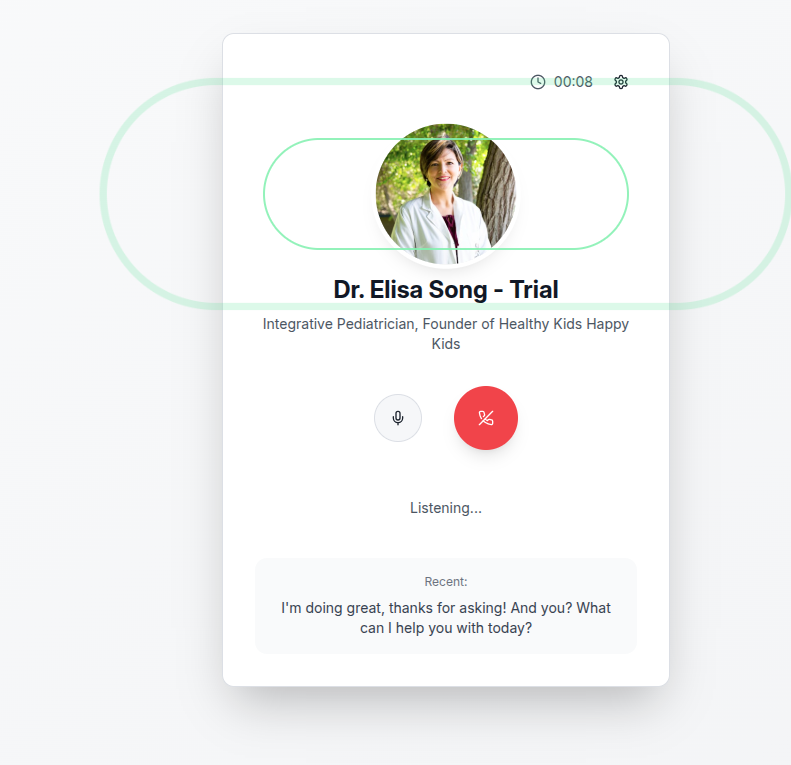 00:08
Dr. Elisa Song - Trial
Integrative Pediatrician, Founder of Healthy Kids Happy
Kids
Listening...
Recent:
I'm doing great, thanks for asking! And you? What
can I help you with today?